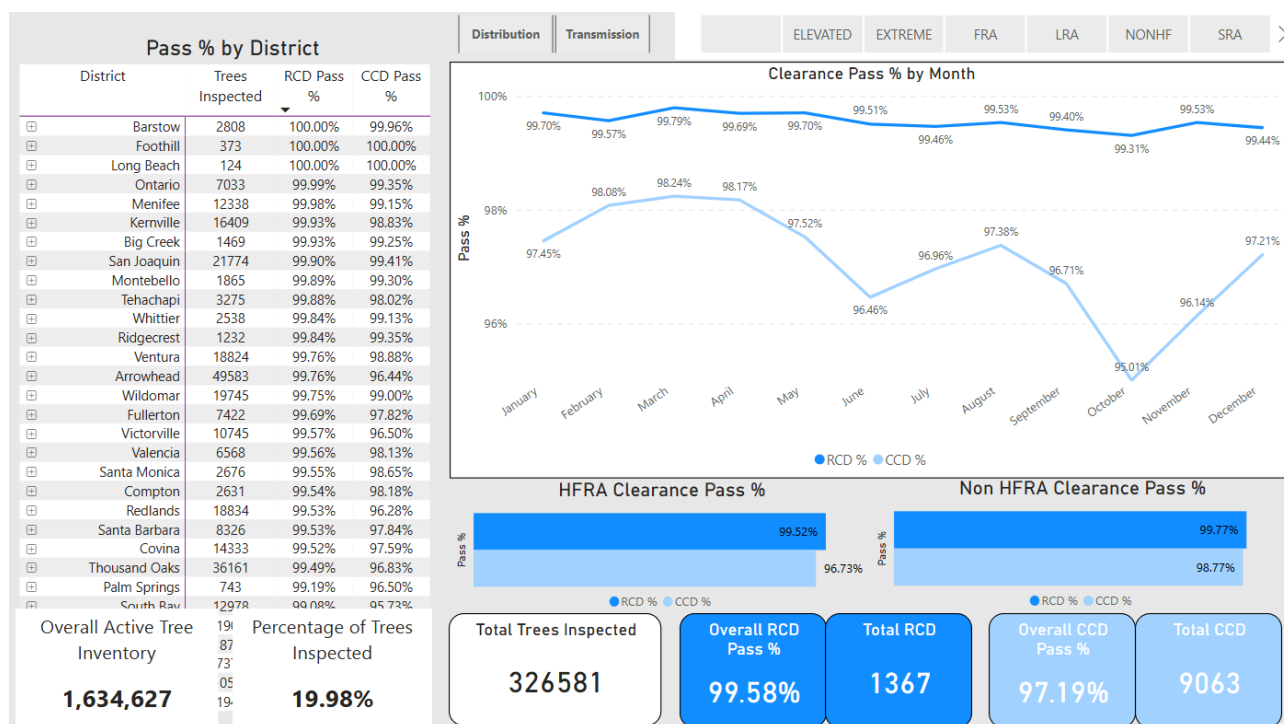 Pass % by District
District Trees Inspected RCD Pass % CCD Pass %
Barstow 2808 100.00% 99.96%
Foothill 373 100.00% 100.00%
Long Beach 124 100.00% 100.00%
Ontario 7033 99.99% 99.35%
Menifee 12338 99.98% 99.15%
Kernville 16409 99.93% 98.83%
Big Creek 1469 99.93% 99.25%
San Joaquin 21774 99.90% 99.41%
Montebello 1865 99.89% 99.30%
Tehachapi 3275 99.88% 98.02%
Whittier 2538 99.84% 99.13%
Ridgecrest 1232 99.84% 99.35%
Ventura 18824 99.76% 98.88%
Arrowhead 49583 99.76% 96.44%
Wildomar 19745 99.75% 99.00%
Fullerton 7422 99.69% 97.82%
Victorville 10745 99.57% 96.50%
Valencia 6568 99.56% 98.13%
Santa Monica 2676 99.55% 98.65%
Compton 2631 99.54% 98.18%
Redlands 18834 99.53% 96.28%
Santa Barbara 8326 99.53% 97.84%
Covina 14333 99.52% 97.59%
Thousand Oaks 36161 99.49% 96.83%
Palm Springs 743 99.19% 96.50%
South Bay 12978 99.08% 95.73%
Overall Active Tree
Inventory
1,634,627
Percentage of Trees
Inspected
19.98%
Distribution
Transmission
ELEVATED
EXTREME
FRA
LRA
NONHF
SRA
Clearance Pass % by Month
Pass %
100%
98%
96%
99.70%
99.57%
99.79%
99.69%
99.70%
99.51%
99.46%
99.53%
99.40%
99.31%
99.53%
99.44%
97.45%
98.08%
98.24%
98.17%
97.52%
96.46%
96.96%
97.38%
96.71%
95.01%
96.14%
97.21%
January
February
March
April
May
June
July
August
September
October
November
December
RCD % CCD %
HFRA Clearance Pass %
Pass %
99.52%
96.73%
RCD % CCD %
Non HFRA Clearance Pass %
Pass %
99.77%
98.77%
RCD % CCD %
Total Trees Inspected
326581
Overall RCD
Pass %
99.58%
Total RCD
1367
Overall CCD
Pass %
97.19%
Total CCD
9063